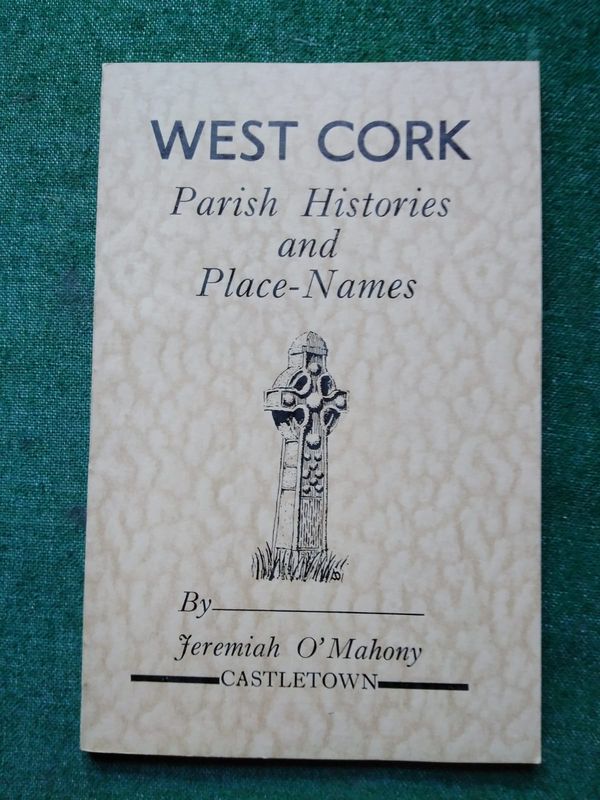 WEST CORK
Parish Histories
and
Place-Names
By
Jeremiah O'Mahony
CASTLETOWN